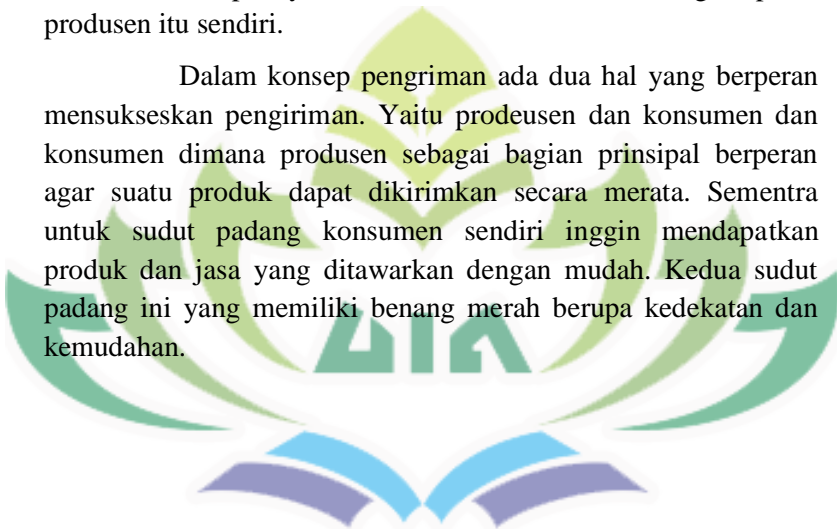 produsen itu sendiri.
Dalam konsep pengriman ada dua hal yang berperan
mensukseskan pengiriman. Yaitu prodeusen dan konsumen dan
konsumen dimana produsen sebagai bagian prinsipal berperan
agar suatu produk dapat dikirimkan secara merata. Sementra
untuk sudut padang konsumen sendiri inggin mendapatkan
produk dan jasa yang ditawarkan dengan mudah. Kedua sudut
padang ini yang memiliki benang merah berupa kedekatan dan
kemudahan.